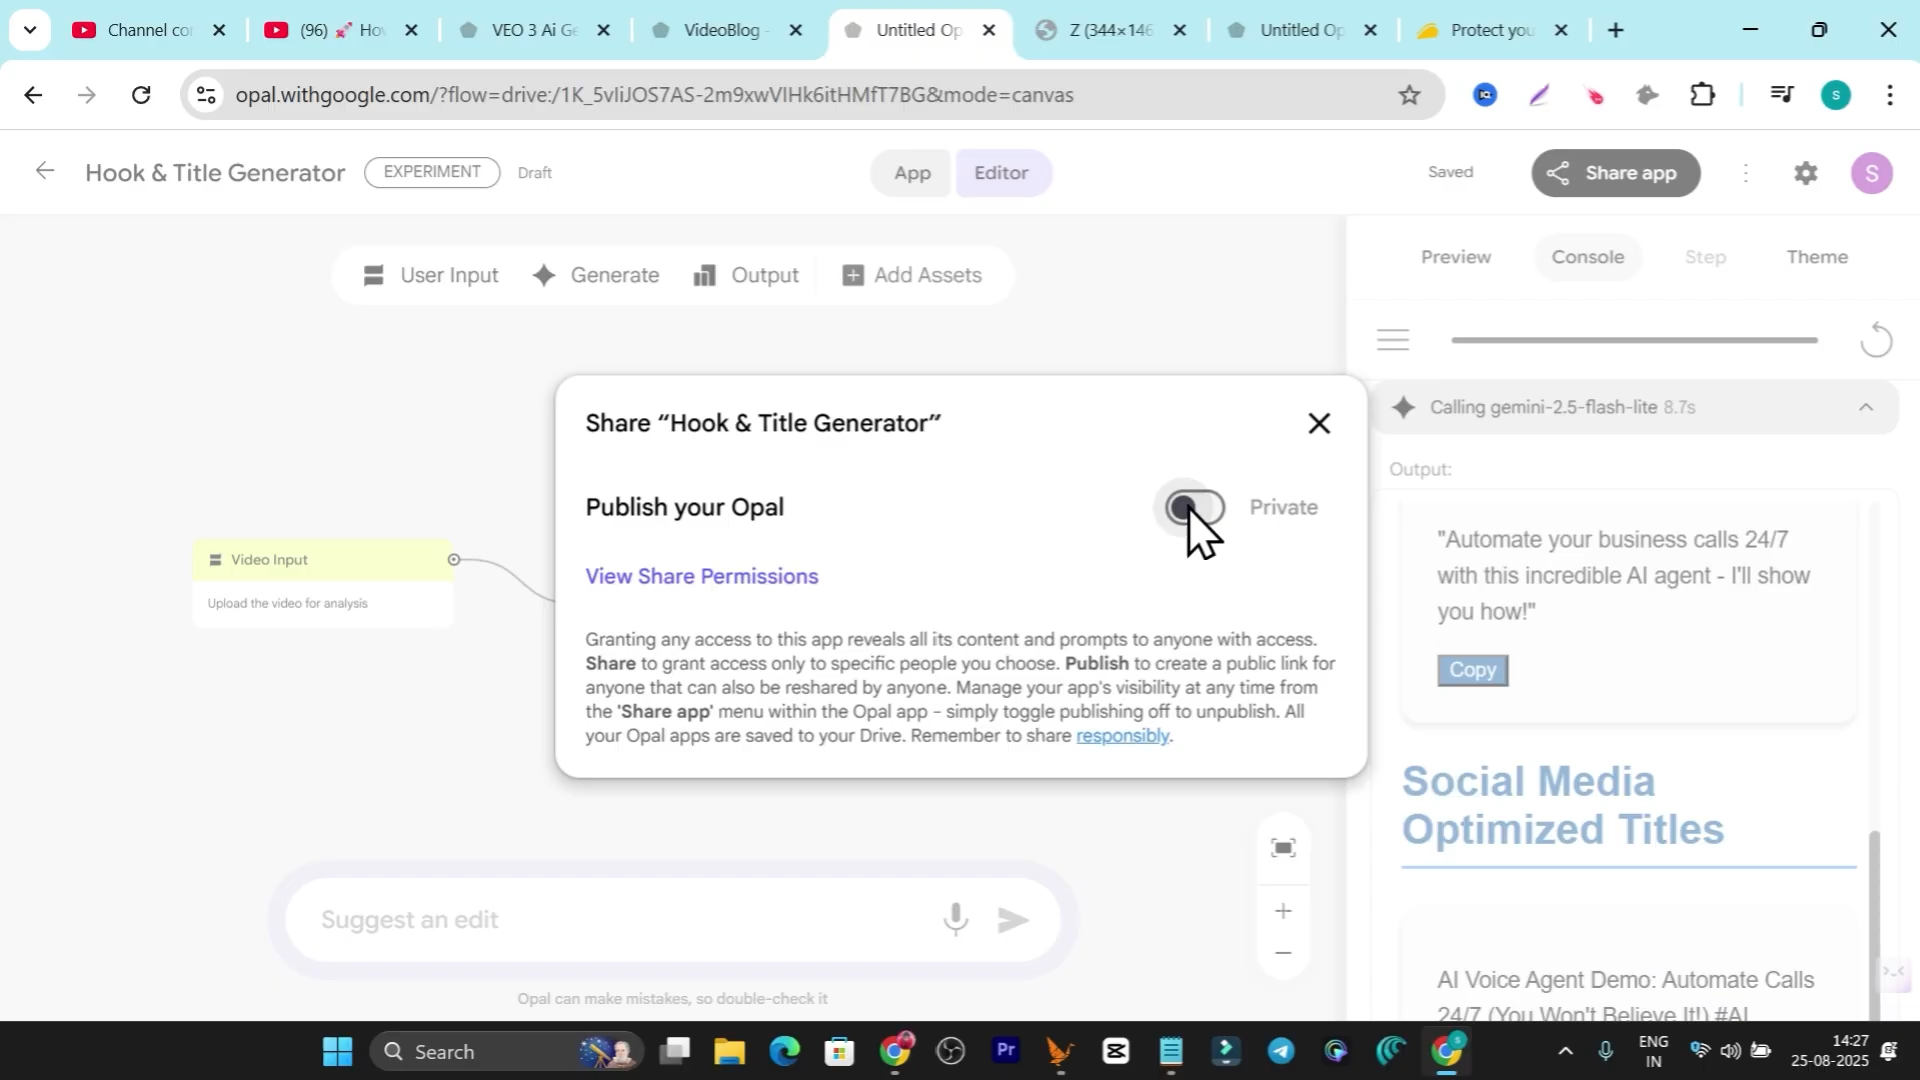 Channel co
(96) 🚀 Ho
VEO 3 Ai Ge
VideoBlog -
Untitled Op
Z (344×146
Untitled Op
Protect you
opal.withgoogle.com/?flow=drive:/1K_5vliJOS7AS-2m9xwVlHk6itHMfT7BG&mode=canvas
S
Hook & Title Generator
EXPERIMENT
Draft
App
Editor
Saved
Share app
S
User Input
Generate
Output
Add Assets
Preview
Console
Step
Theme
Calling gemini-2.5-flash-lite 8.7s
Output:
Share “Hook & Title Generator”
Publish your Opal
Private
View Share Permissions
Granting any access to this app reveals all its content and prompts to anyone with access.
Share to grant access only to specific people you choose. Publish to create a public link for
anyone that can also be reshared by anyone. Manage your app's visibility at any time from
the 'Share app' menu within the Opal app – simply toggle publishing off to unpublish. All
your Opal apps are saved to your Drive. Remember to share responsibly.
Video Input
Upload the video for analysis
"Automate your business calls 24/7
with this incredible AI agent - I'll show
you how!"
Copy
Social Media
Optimized Titles
AI Voice Agent Demo: Automate Calls
24/7 (You Won't Believe It!) #AI
Suggest an edit
Opal can make mistakes, so double-check it
Search
Pr
ENG
IN
14:27
25-08-2025